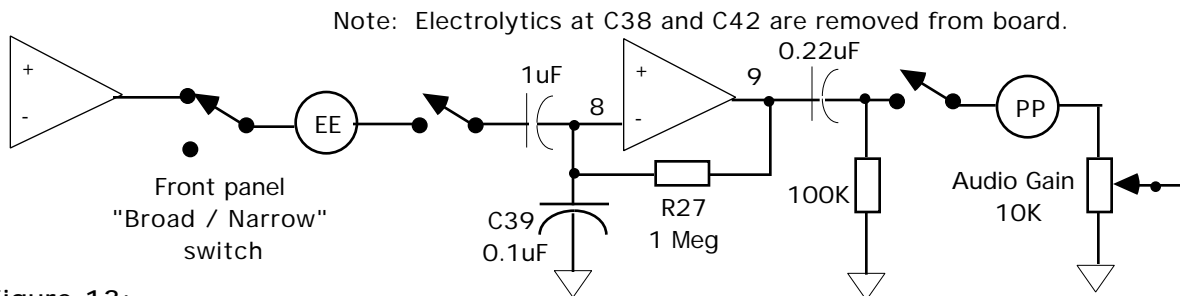 Note: Electrolytics at C38 and C42 are removed from board.
+
-
EE
1uF
8
+
-
9
0.22uF
PP
Front panel
"Broad / Narrow"
switch
C39
0.1uF
R27
1 Meg
100K
Audio Gain
10K